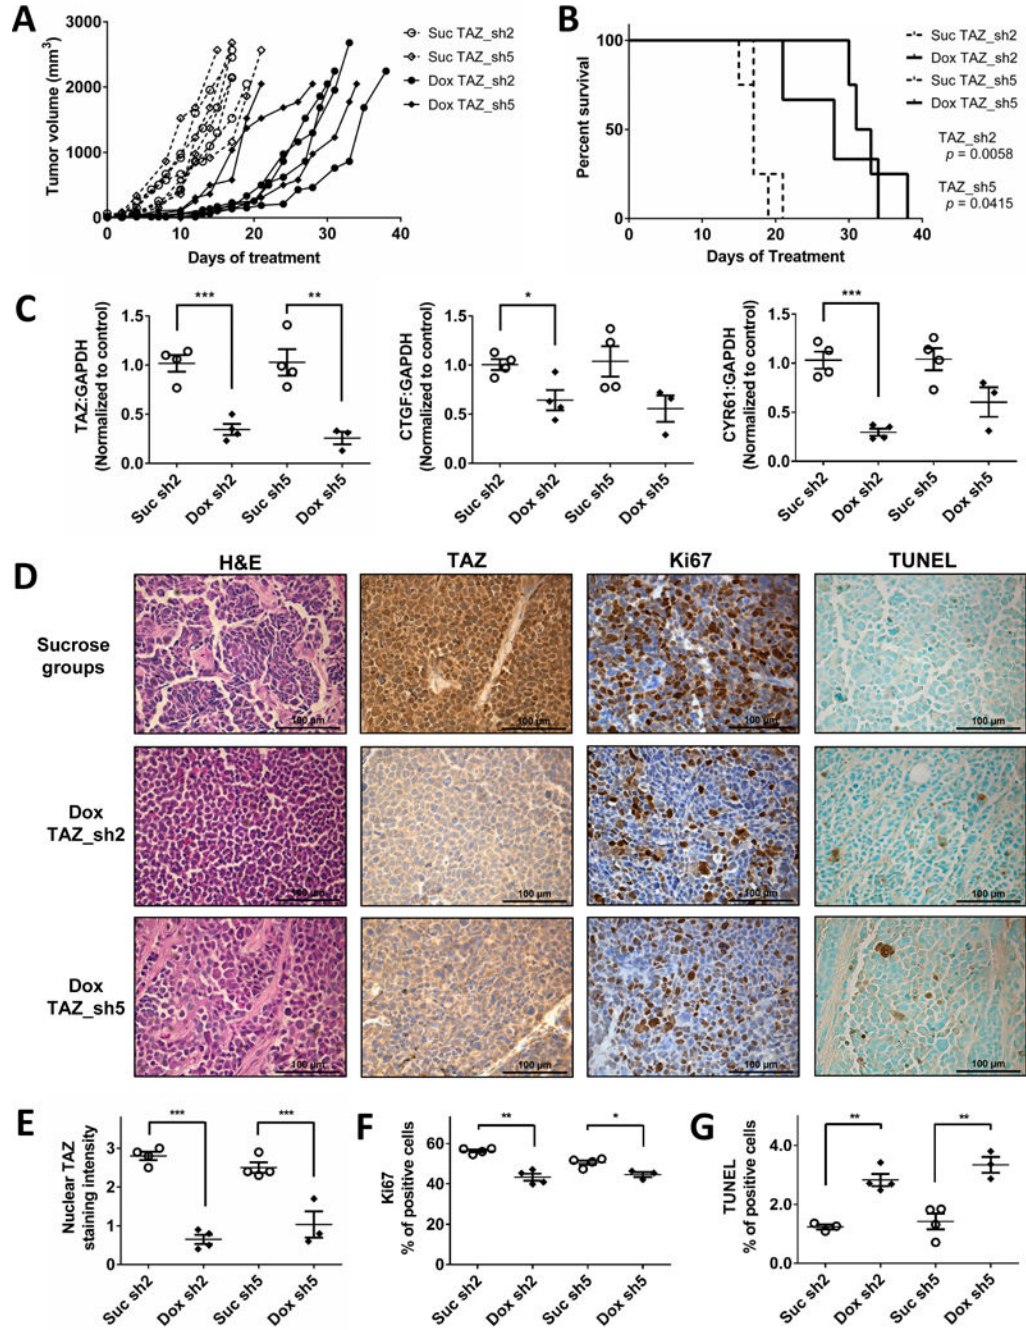 A
Tumor volume (mm³)
3000
2000
1000
0
0 10 20 30 40
Days of treatment
Suc TAZ_sh2
Suc TAZ_sh5
Dox TAZ_sh2
Dox TAZ_sh5
B
Percent survival
100
50
0
0 10 20 30 40
Days of Treatment
Suc TAZ_sh2
Dox TAZ_sh2
Suc TAZ_sh5
Dox TAZ_sh5
TAZ_sh2
p = 0.0058
TAZ_sh5
p = 0.0415
C
TAZ:GAPDH
(Normalized to control)
1.5
1.0
0.5
0.0
*** **
Suc sh2 Dox sh2 Suc sh5 Dox sh5
CTGF:GAPDH
(Normalized to control)
1.5
1.0
0.5
0.0
*
Suc sh2 Dox sh2 Suc sh5 Dox sh5
CYR61:GAPDH
(Normalized to control)
1.5
1.0
0.5
0.0
***
Suc sh2 Dox sh2 Suc sh5 Dox sh5
D
H&E TAZ Ki67 TUNEL
Sucrose
groups
100 µm 100 µm 100 µm 100 µm
Dox
TAZ_sh2
100 µm 100 µm 100 µm 100 µm
Dox
TAZ_sh5
100 µm 100 µm 100 µm 100 µm
E
Nuclear TAZ
staining intensity
3
2
1
0
*** ***
Suc sh2 Dox sh2 Suc sh5 Dox sh5
F
Ki67
% of positive cells
60
40
20
0
** *
Suc sh2 Dox sh2 Suc sh5 Dox sh5
G
TUNEL
% of positive cells
4.0
2.0
0.0
** **
Suc sh2 Dox sh2 Suc sh5 Dox sh5